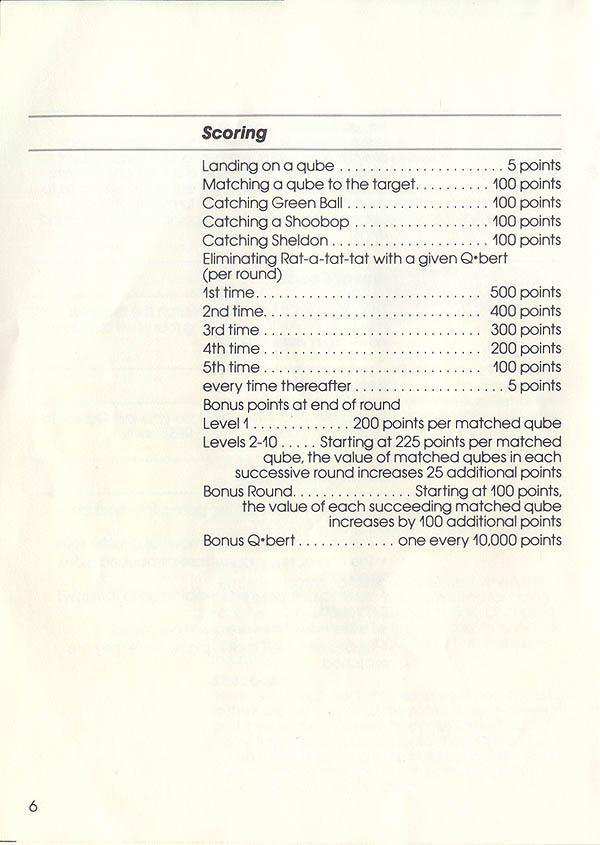 Scoring
Landing on a qube . . . . . . . . . . . . . . . . . . . . . . 5 points
Matching a qube to the target. . . . . . . . . . 100 points
Catching Green Ball . . . . . . . . . . . . . . . . . . . 100 points
Catching a Shoobop . . . . . . . . . . . . . . . . . . 100 points
Catching Sheldon . . . . . . . . . . . . . . . . . . . . . 100 points
Eliminating Rat-a-tat-tat with a given Q•bert
(per round)
1st time. . . . . . . . . . . . . . . . . . . . . . . . . . . . . . 500 points
2nd time. . . . . . . . . . . . . . . . . . . . . . . . . . . . . 400 points
3rd time . . . . . . . . . . . . . . . . . . . . . . . . . . . . . 300 points
4th time . . . . . . . . . . . . . . . . . . . . . . . . . . . . . 200 points
5th time . . . . . . . . . . . . . . . . . . . . . . . . . . . . . 100 points
every time thereafter . . . . . . . . . . . . . . . . . . . . 5 points
Bonus points at end of round
Level 1 . . . . . . . . . . . . . 200 points per matched qube
Levels 2-10 . . . . . Starting at 225 points per matched
qube, the value of matched qubes in each
successive round increases 25 additional points
Bonus Round. . . . . . . . . . . . . . . . Starting at 100 points,
the value of each succeeding matched qube
increases by 100 additional points
Bonus Q•bert . . . . . . . . . . . . . one every 10,000 points
6